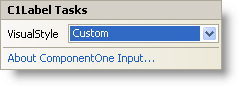 C1Label Tasks
VisualStyle Custom
About ComponentOne Input...